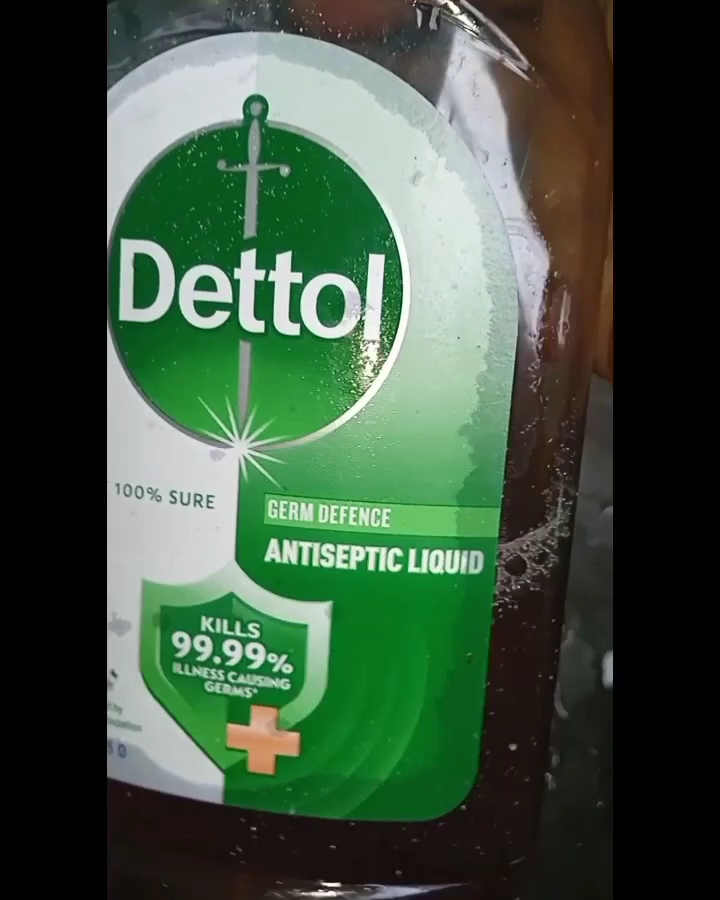 Dettol
100% SURE
GERM DEFENCE
ANTISEPTIC LIQUID
KILLS
99.99%
ILLNESS CAUSING
GERMS*